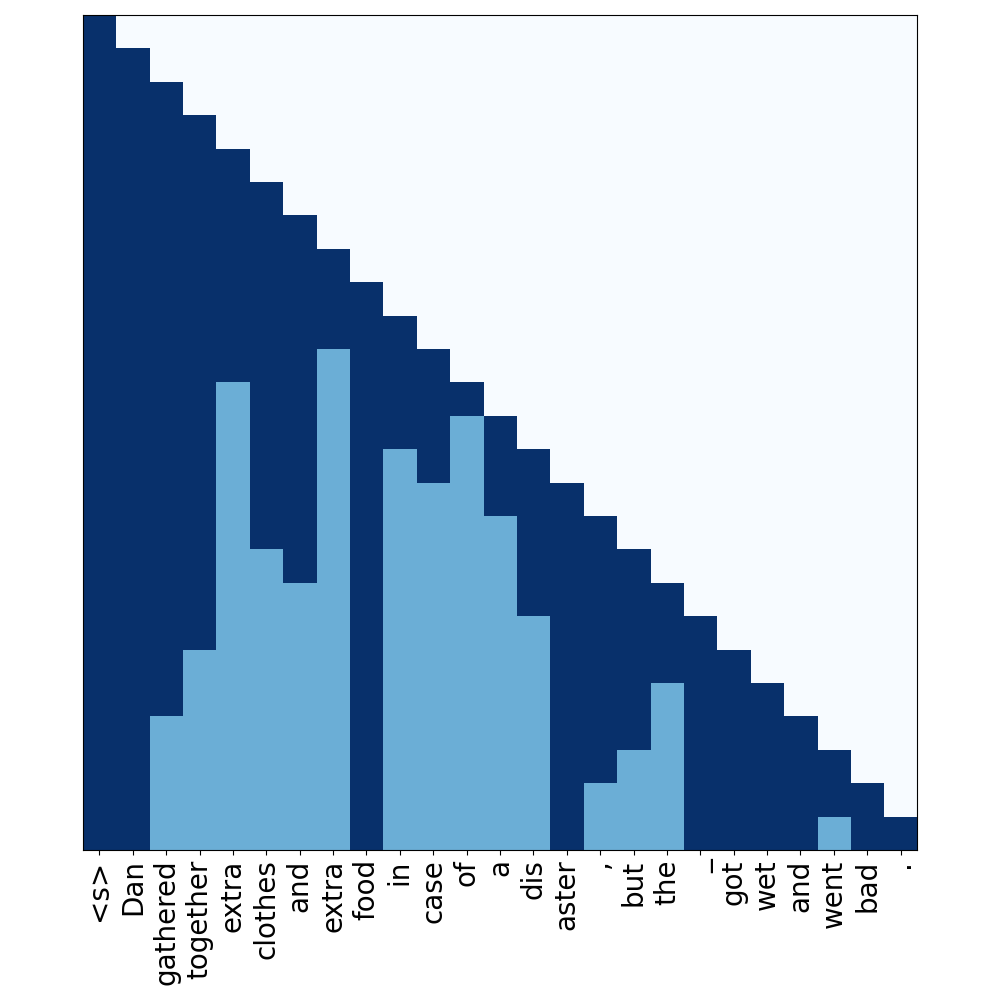 <s> Dan gathered together extra clothes and extra food in case of a dis aster , but the _ got wet and went bad .